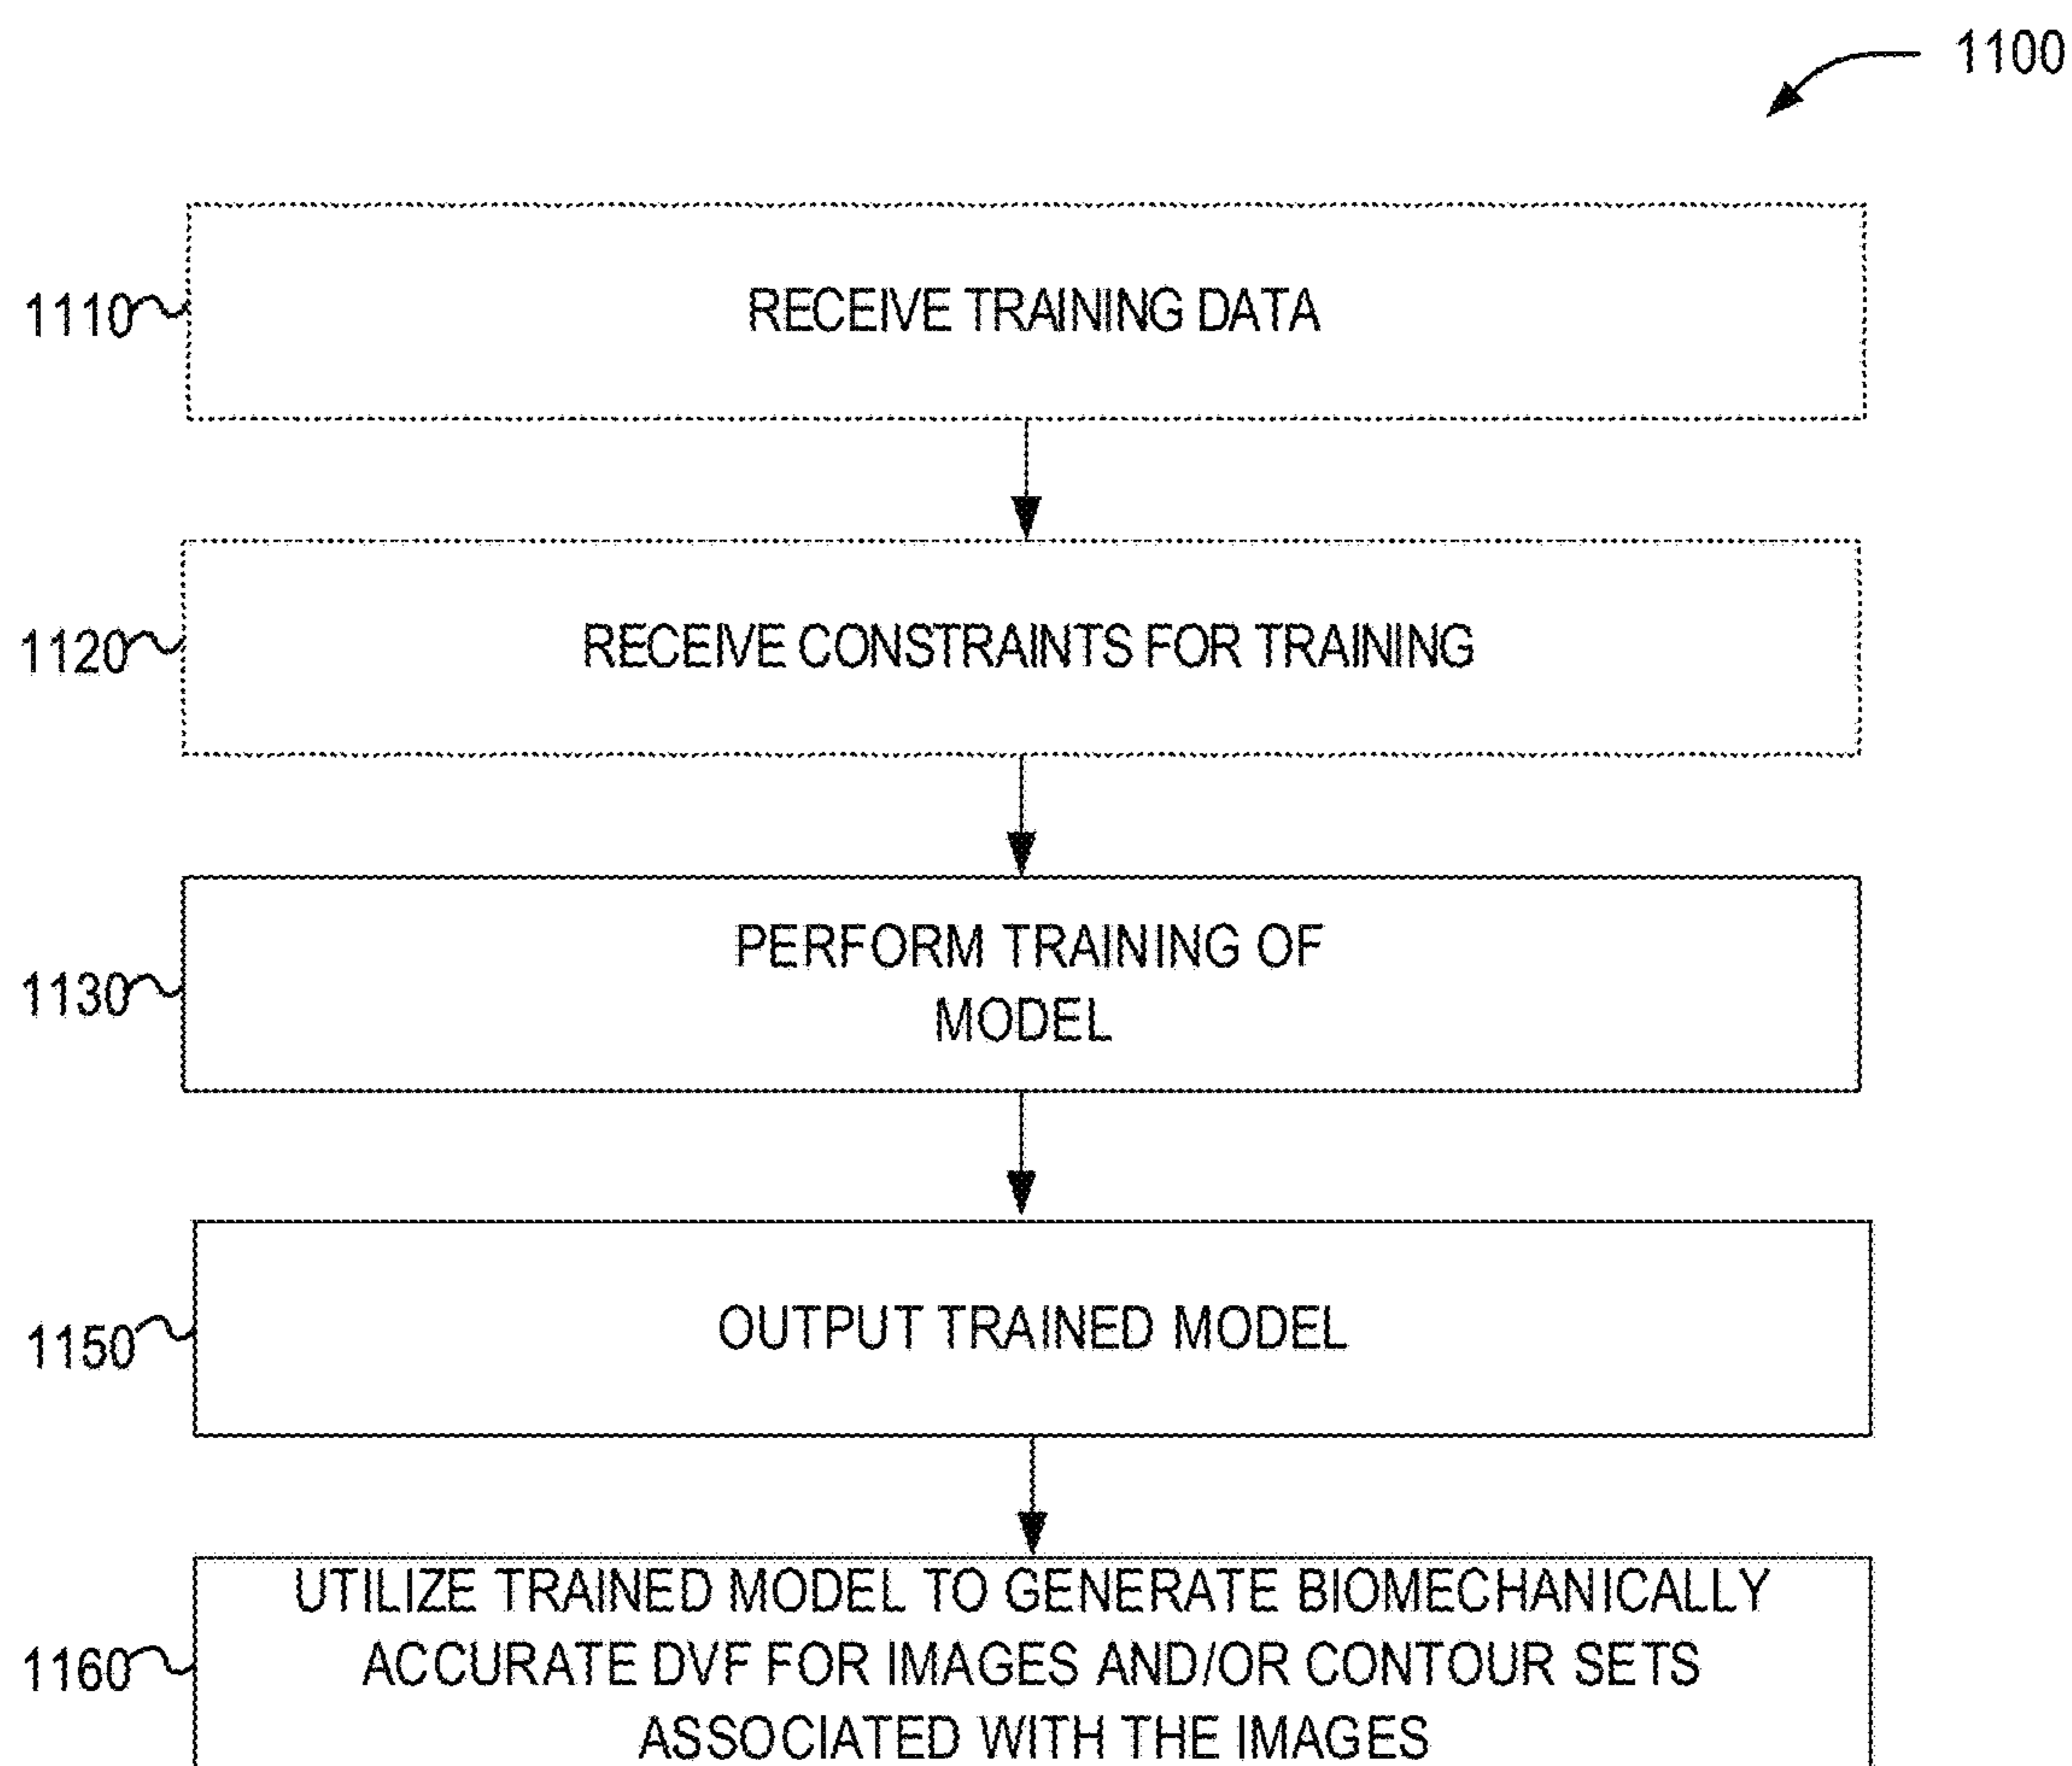 1100
1110
RECEIVE TRAINING DATA
1120
RECEIVE CONSTRAINTS FOR TRAINING
1130
PERFORM TRAINING OF
MODEL
1150
OUTPUT TRAINED MODEL
1160
UTILIZE TRAINED MODEL TO GENERATE BIOMECHANICALLY
ACCURATE DVF FOR IMAGES AND/OR CONTOUR SETS
ASSOCIATED WITH THE IMAGES